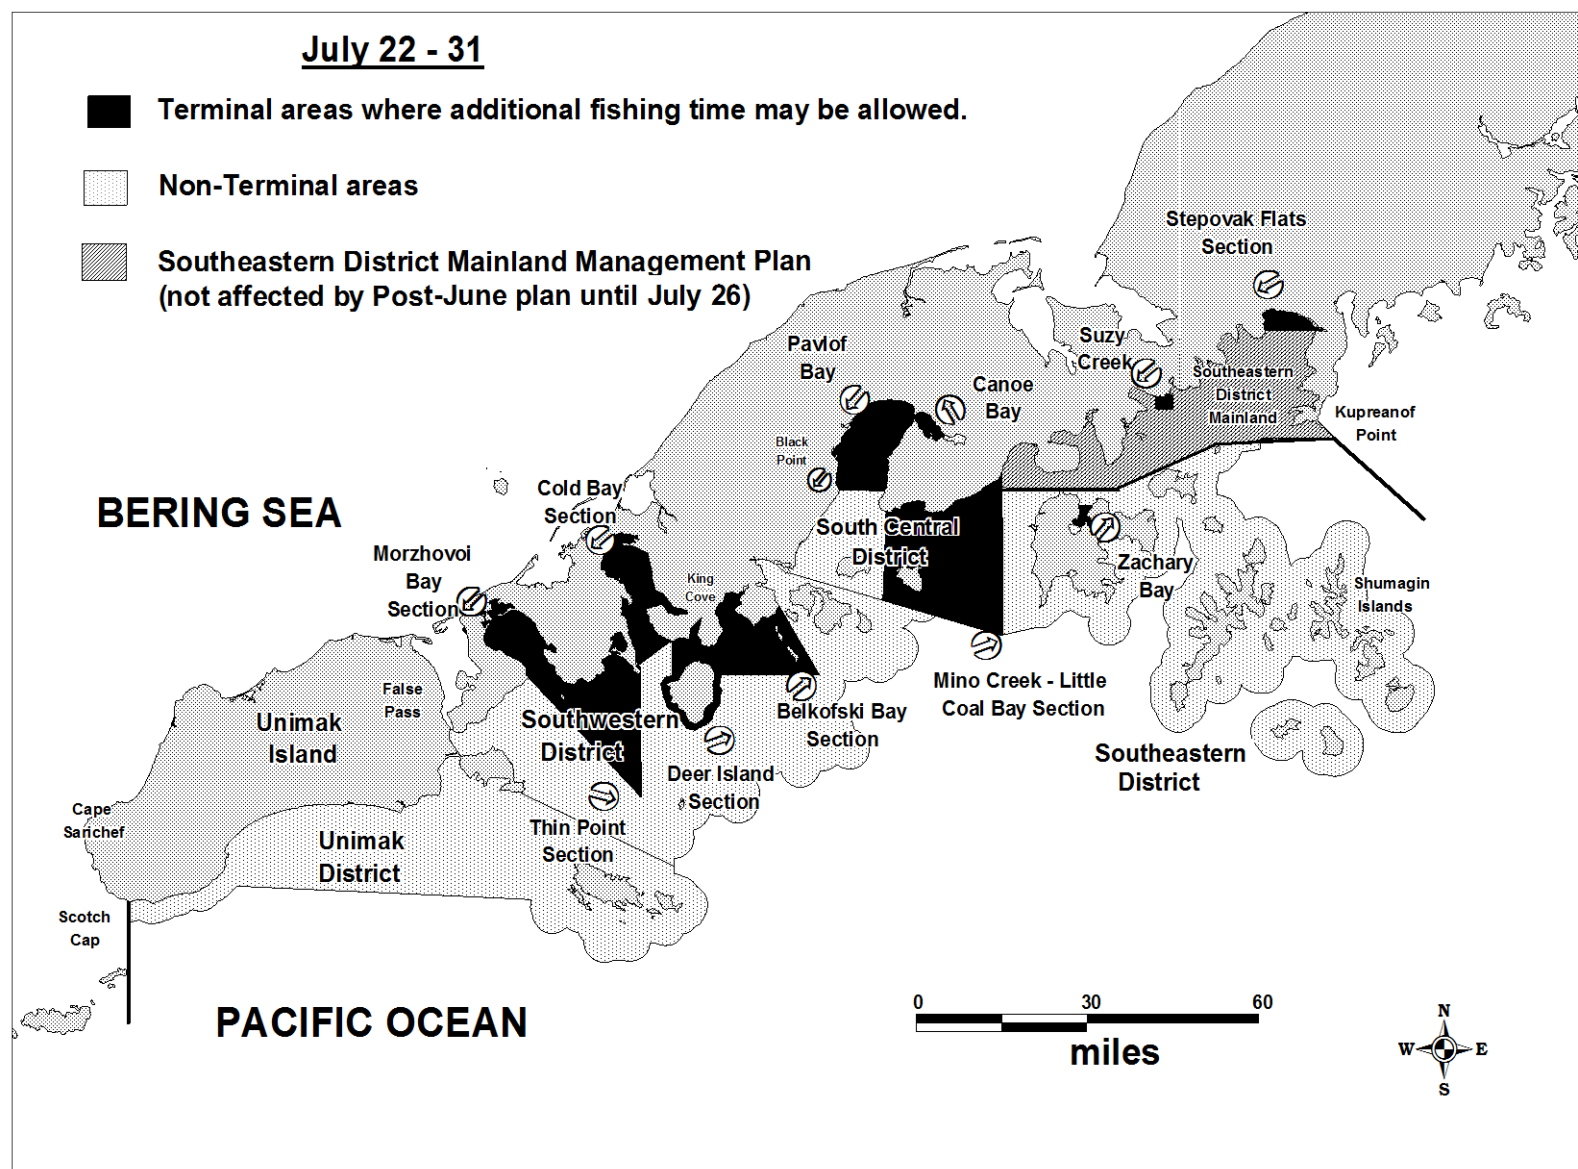 July 22 - 31
Terminal areas where additional fishing time may be allowed.
Non-Terminal areas
Southeastern District Mainland Management Plan
(not affected by Post-June plan until July 26)
Stepovak Flats
Section
Suzy
Creek
Southeastern
District
Mainland
Kupreanof
Point
Pavlof
Bay
Canoe
Bay
Black
Point
BERING SEA
Cold Bay
Section
South Central
District
Morzhovoi
Bay
Section
King
Cove
Zachary
Bay
Shumagin
Islands
False
Pass
Unimak
Island
Southwestern
District
Belkofski Bay
Section
Mino Creek - Little
Coal Bay Section
Southeastern
District
Deer Island
Section
Cape
Sarichef
Unimak
District
Thin Point
Section
Scotch
Cap
PACIFIC OCEAN
0 30 60
miles
N
W E
S